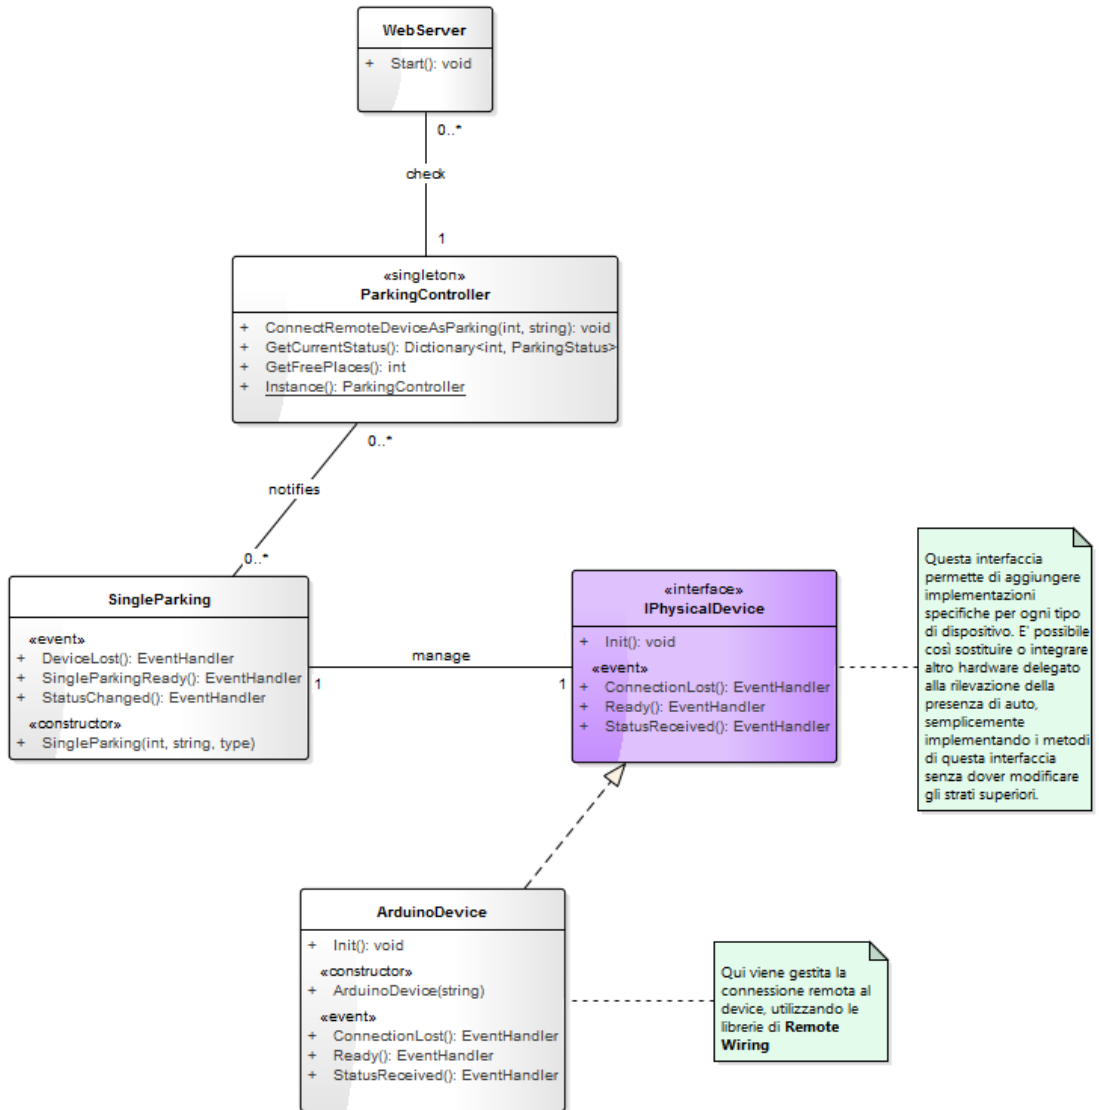 WebServer
+ Start(): void
0..*
check
1
«singleton»
ParkingController
+ ConnectRemoteDeviceAsParking(int, string): void
+ GetCurrentStatus(): Dictionary<int, ParkingStatus>
+ GetFreePlaces(): int
+ Instance(): ParkingController
0..*
notifies
0..*
SingleParking
«event»
+ DeviceLost(): EventHandler
+ SingleParkingReady(): EventHandler
+ StatusChanged(): EventHandler
«constructor»
+ SingleParking(int, string, type)
manage
1
1
«interface»
IPhysicalDevice
+ Init(): void
«event»
+ ConnectionLost(): EventHandler
+ Ready(): EventHandler
+ StatusReceived(): EventHandler
Questa interfaccia
permette di aggiungere
implementazioni
specifiche per ogni tipo
di dispositivo. E' possibile
così sostituire o integrare
altro hardware delegato
alla rilevazione della
presenza di auto,
semplicemente
implementando i metodi
di questa interfaccia
senza dover modificare
gli strati superiori.
ArduinoDevice
+ Init(): void
«constructor»
+ ArduinoDevice(string)
«event»
+ ConnectionLost(): EventHandler
+ Ready(): EventHandler
+ StatusReceived(): EventHandler
Qui viene gestita la
connessione remota al
device, utilizzando le
librerie di Remote
Wiring